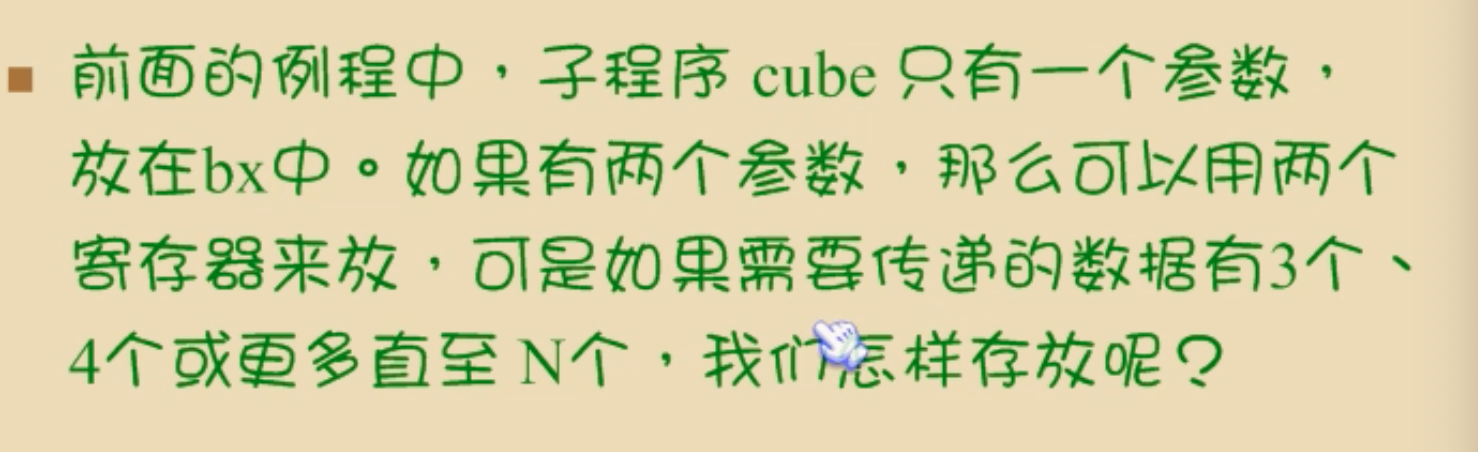 前面的例程中，子程序 cube 只有一个参数，
放在bx中。如果有两个参数，那么可以用两个
寄存器来放，可是如果需要传递的数据有3个、
4个或更多直至 N个，我们怎样存放呢？